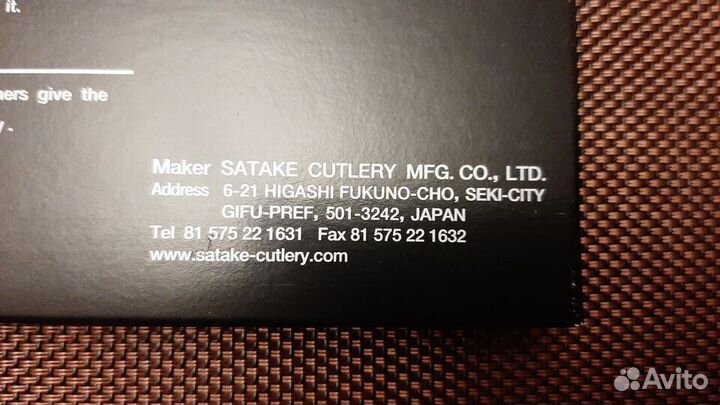 it.
ers give the
Maker SATAKE CUTLERY MFG. CO., LTD.
Address 6-21 HIGASHI FUKUNO-CHO, SEKI-CITY
GIFU-PREF, 501-3242, JAPAN
Tel 81 575 22 1631 Fax 81 575 22 1632
www.satake-cutlery.com
Avito